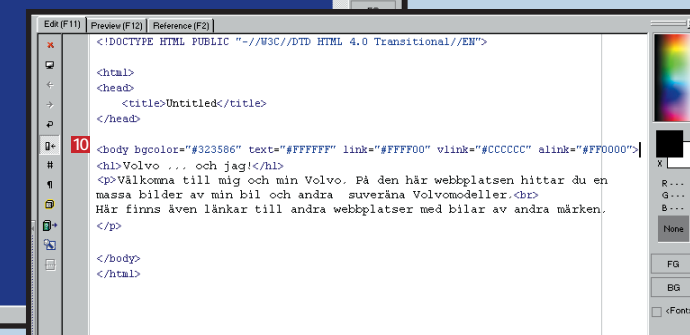 Edit (F11) Preview (F12) Reference (F2)
<!DOCTYPE HTML PUBLIC "-//W3C//DTD HTML 4.0 Transitional//EN">
<html>
<head>
<title>Untitled</title>
</head>
10 <body bgcolor="#323586" text="#FFFFFF" link="#FFFF00" vlink="#CCCCCC" alink="#FF0000">
<h1>Volvo ... och jag!</h1>
<p>Välkomna till mig och min Volvo. På den här webbplatsen hittar du en
massa bilder av min bil och andra suveräna Volvomodeller.<br>
Här finns även länkar till andra webbplatser med bilar av andra märken.
</p>
</body>
</html>
X
R - - -
G - - -
B - - -
None
FG
BG
<Font